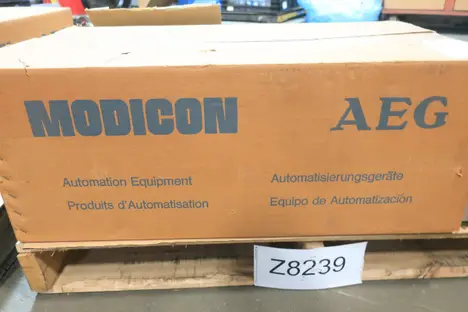 MODICON
AEG
Automation Equipment
Automatisierungsgeräte
Produits d'Automatisation
Equipo de Automatización
Z8239